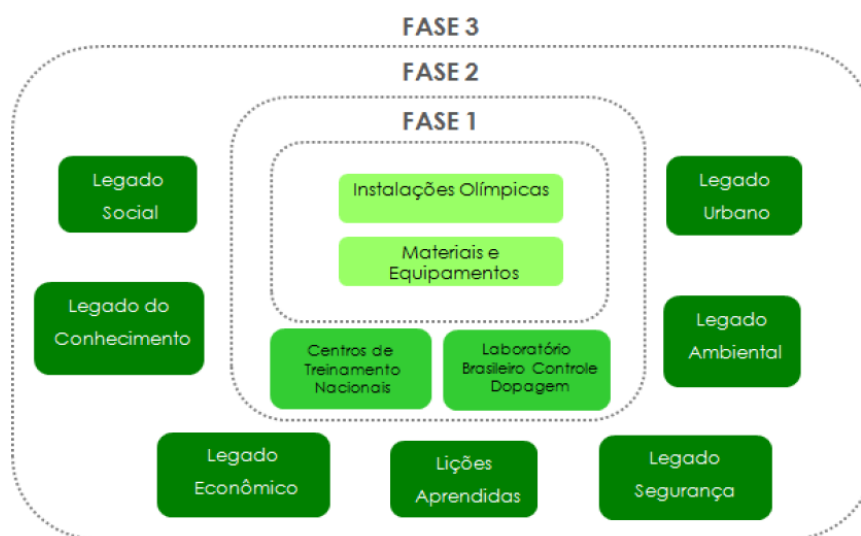 FASE 3
FASE 2
FASE 1
Instalações Olímpicas
Materiais e
Equipamentos
Legado
Social
Legado
Urbano
Legado do
Conhecimento
Legado
Ambiental
Centros de
Treinamento
Nacionais
Laboratório
Brasileiro Controle
Dopagem
Legado
Econômico
Lições
Aprendidas
Legado
Segurança